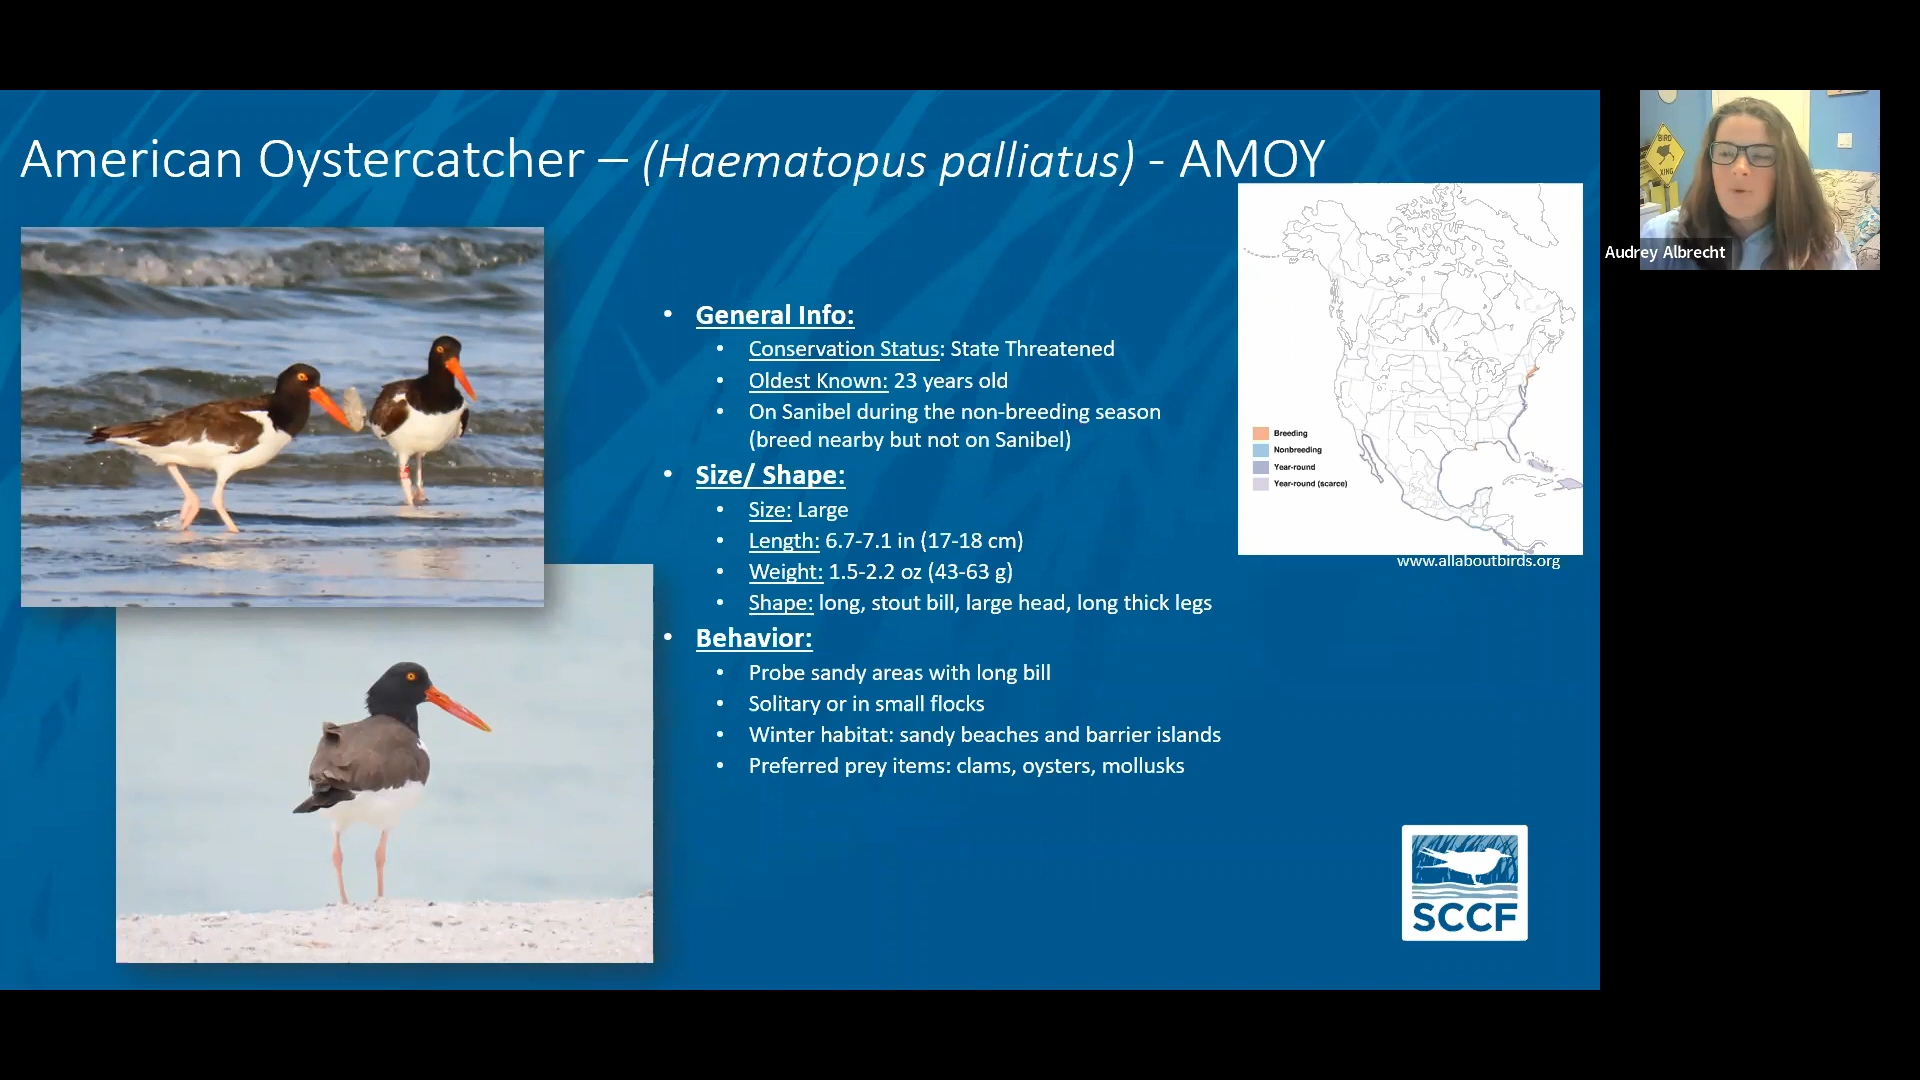 American Oystercatcher – (Haematopus palliatus) - AMOY
• General Info:
• Conservation Status: State Threatened
• Oldest Known: 23 years old
• On Sanibel during the non-breeding season
(breed nearby but not on Sanibel)
• Size/ Shape:
• Size: Large
• Length: 6.7-7.1 in (17-18 cm)
• Weight: 1.5-2.2 oz (43-63 g)
• Shape: long, stout bill, large head, long thick legs
• Behavior:
• Probe sandy areas with long bill
• Solitary or in small flocks
• Winter habitat: sandy beaches and barrier islands
• Preferred prey items: clams, oysters, mollusks
Breeding
Nonbreeding
Year-round
Year-round (scarce)
www.allaboutbirds.org
SCCF
BIRD
XING
Audrey Albrecht